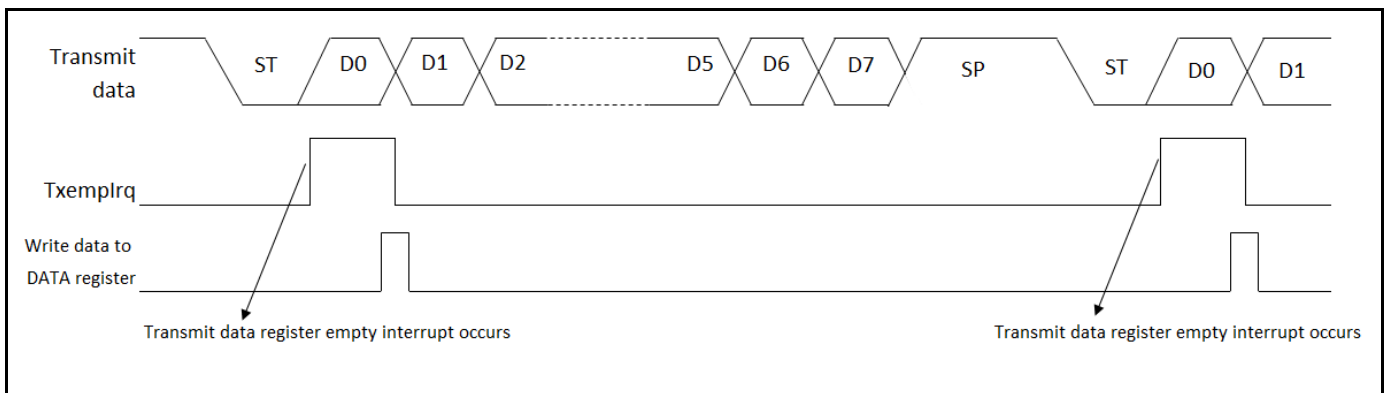 Transmit
data
ST D0 D1 D2 D5 D6 D7 SP ST D0 D1
TxempIrq
Write data to
DATA register
Transmit data register empty interrupt occurs
Transmit data register empty interrupt occurs